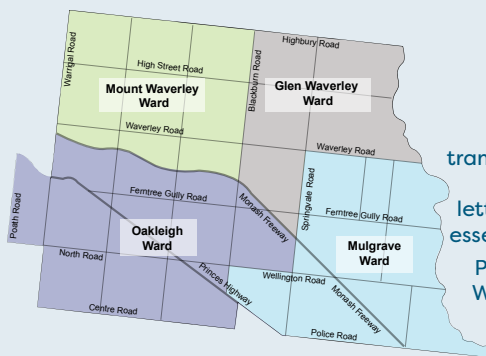 Highbury Road
Warrigal Road
High Street Road
Blackburn Road
Mount Waverley
Ward
Glen Waverley
Ward
Waverley Road
Waverley Road
Springvale Road
Poath Road
Ferntree Gully Road
Monash Freeway
Ferntree Gully Road
Oakleigh
Ward
Mulgrave
Ward
North Road
Princes Highway
Wellington Road
Monash Freeway
Centre Road
Police Road
tran
lett
esse
P
W